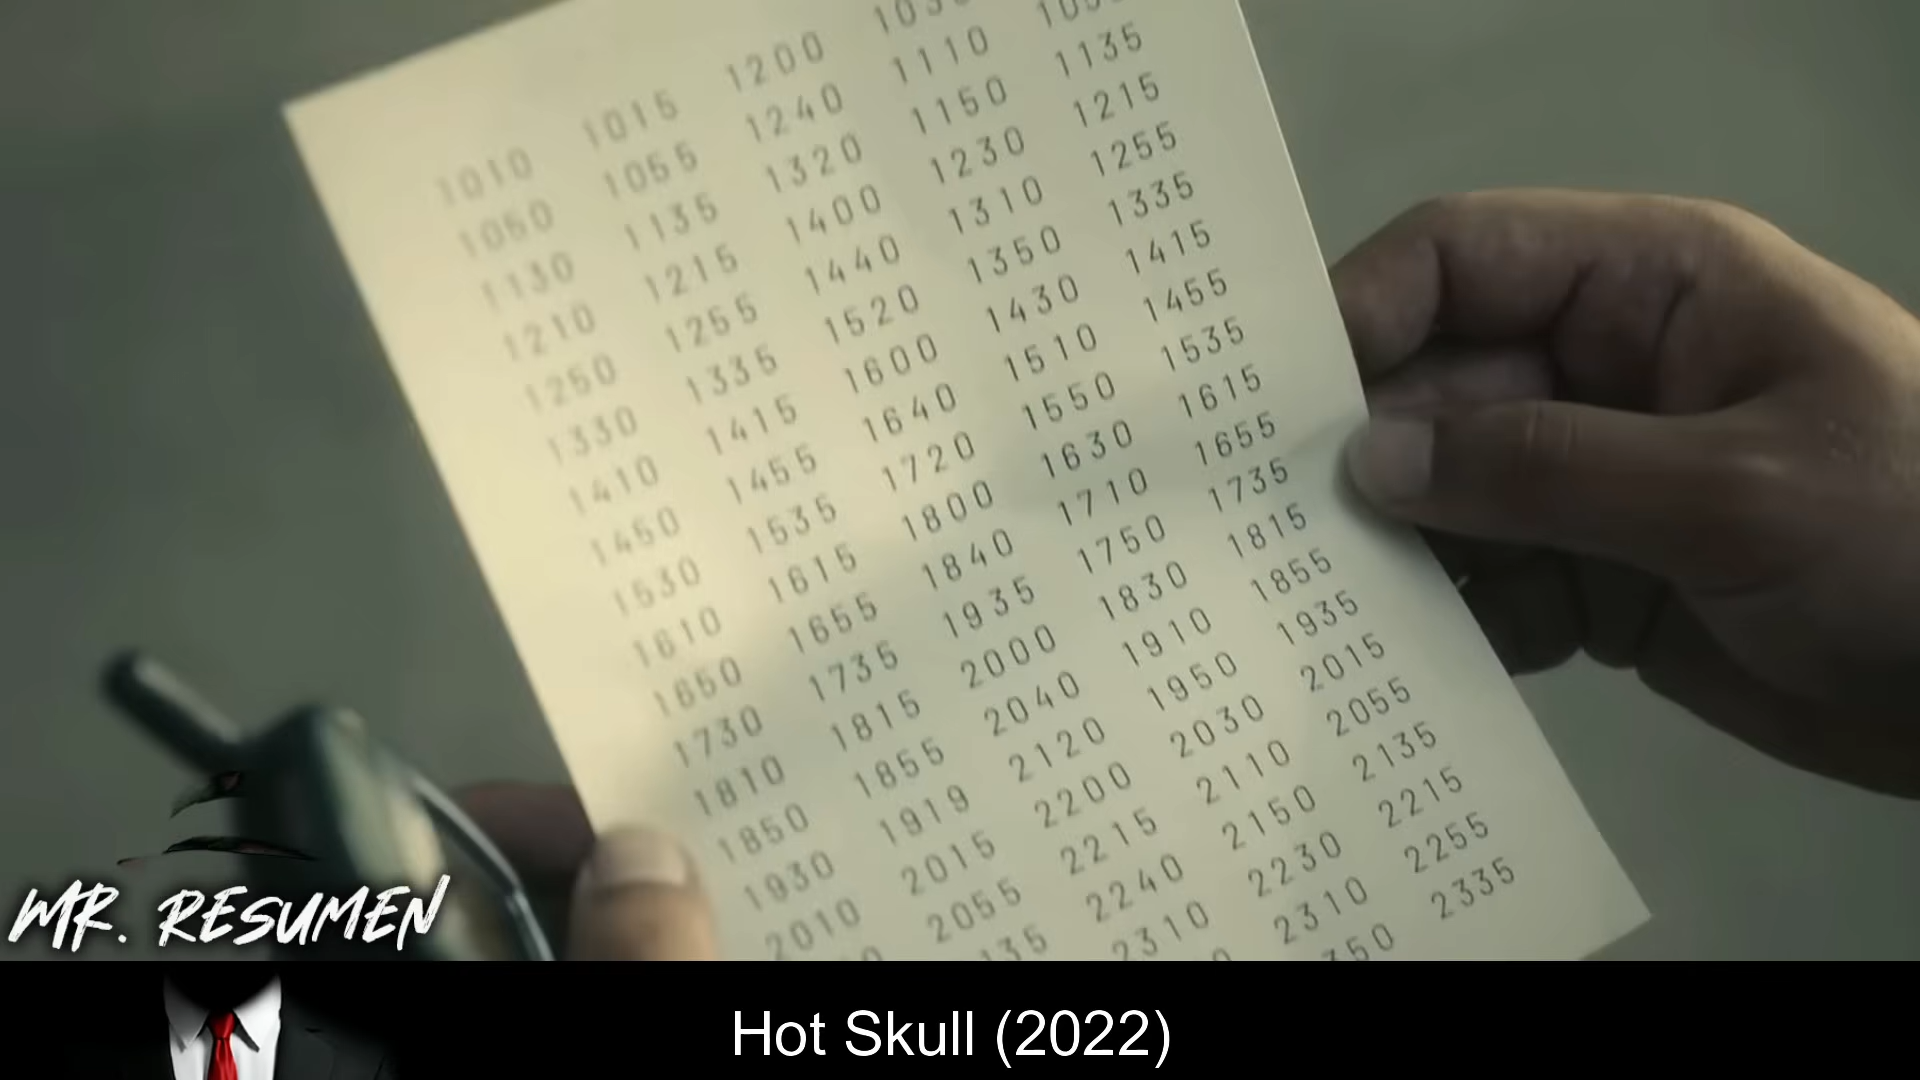 1010 1015 1200
1050 1055 1240 1110
1130 1135 1320 1150 1135
1210 1215 1400 1230 1215
1250 1255 1440 1310 1255
1330 1335 1520 1350 1335
1410 1415 1600 1430 1415
1450 1455 1640 1510 1455
1530 1535 1720 1550 1535
1610 1615 1800 1630 1615
1650 1655 1840 1710 1655
1730 1735 1935 1750 1735
1810 1815 2000 1830 1815
1850 1855 2040 1910 1855
1930 1919 2120 1950 1935
2010 2015 2200 2030 2015
2055 2215 2110 2055
2240 2150 2135
2310 2230 2215
2310 2255
2335
MR. RESUMEN
Hot Skull (2022)